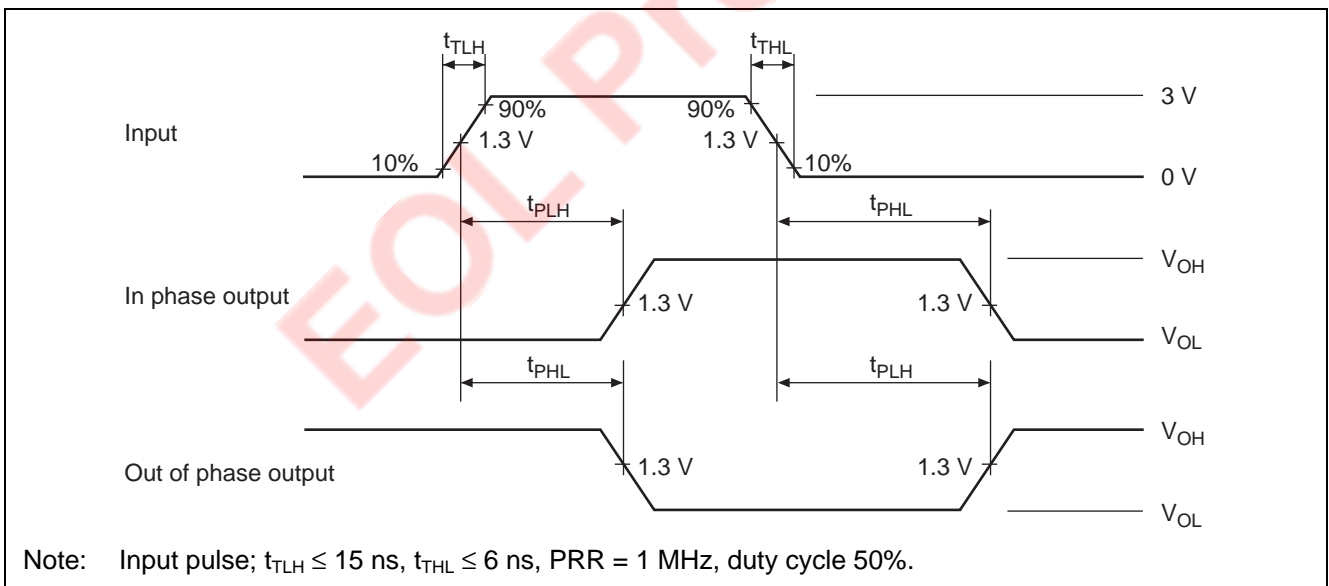 tTLH tTHL
3 V
90% 90%
Input 1.3 V 1.3 V
10% 10%
0 V
tPLH tPHL
VOH
In phase output 1.3 V 1.3 V
VOL
tPHL tPLH
VOH
Out of phase output 1.3 V 1.3 V
VOL
Note: Input pulse; tTLH ≤ 15 ns, tTHL ≤ 6 ns, PRR = 1 MHz, duty cycle 50%.
EOL Pro